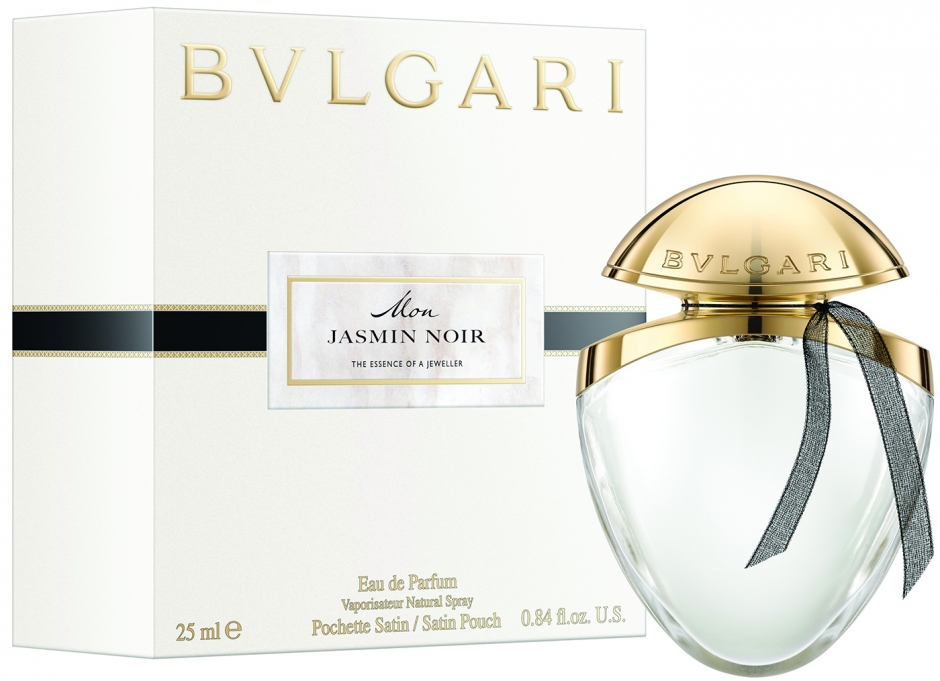 BVLGARI
Mon
JASMIN NOIR
THE ESSENCE OF A JEWELLER
BVLGARI
Eau de Parfum
Vaporisateur Natural Spray
25 ml ℮ Pochette Satin / Satin Pouch 0.84 fl.oz. U.S.